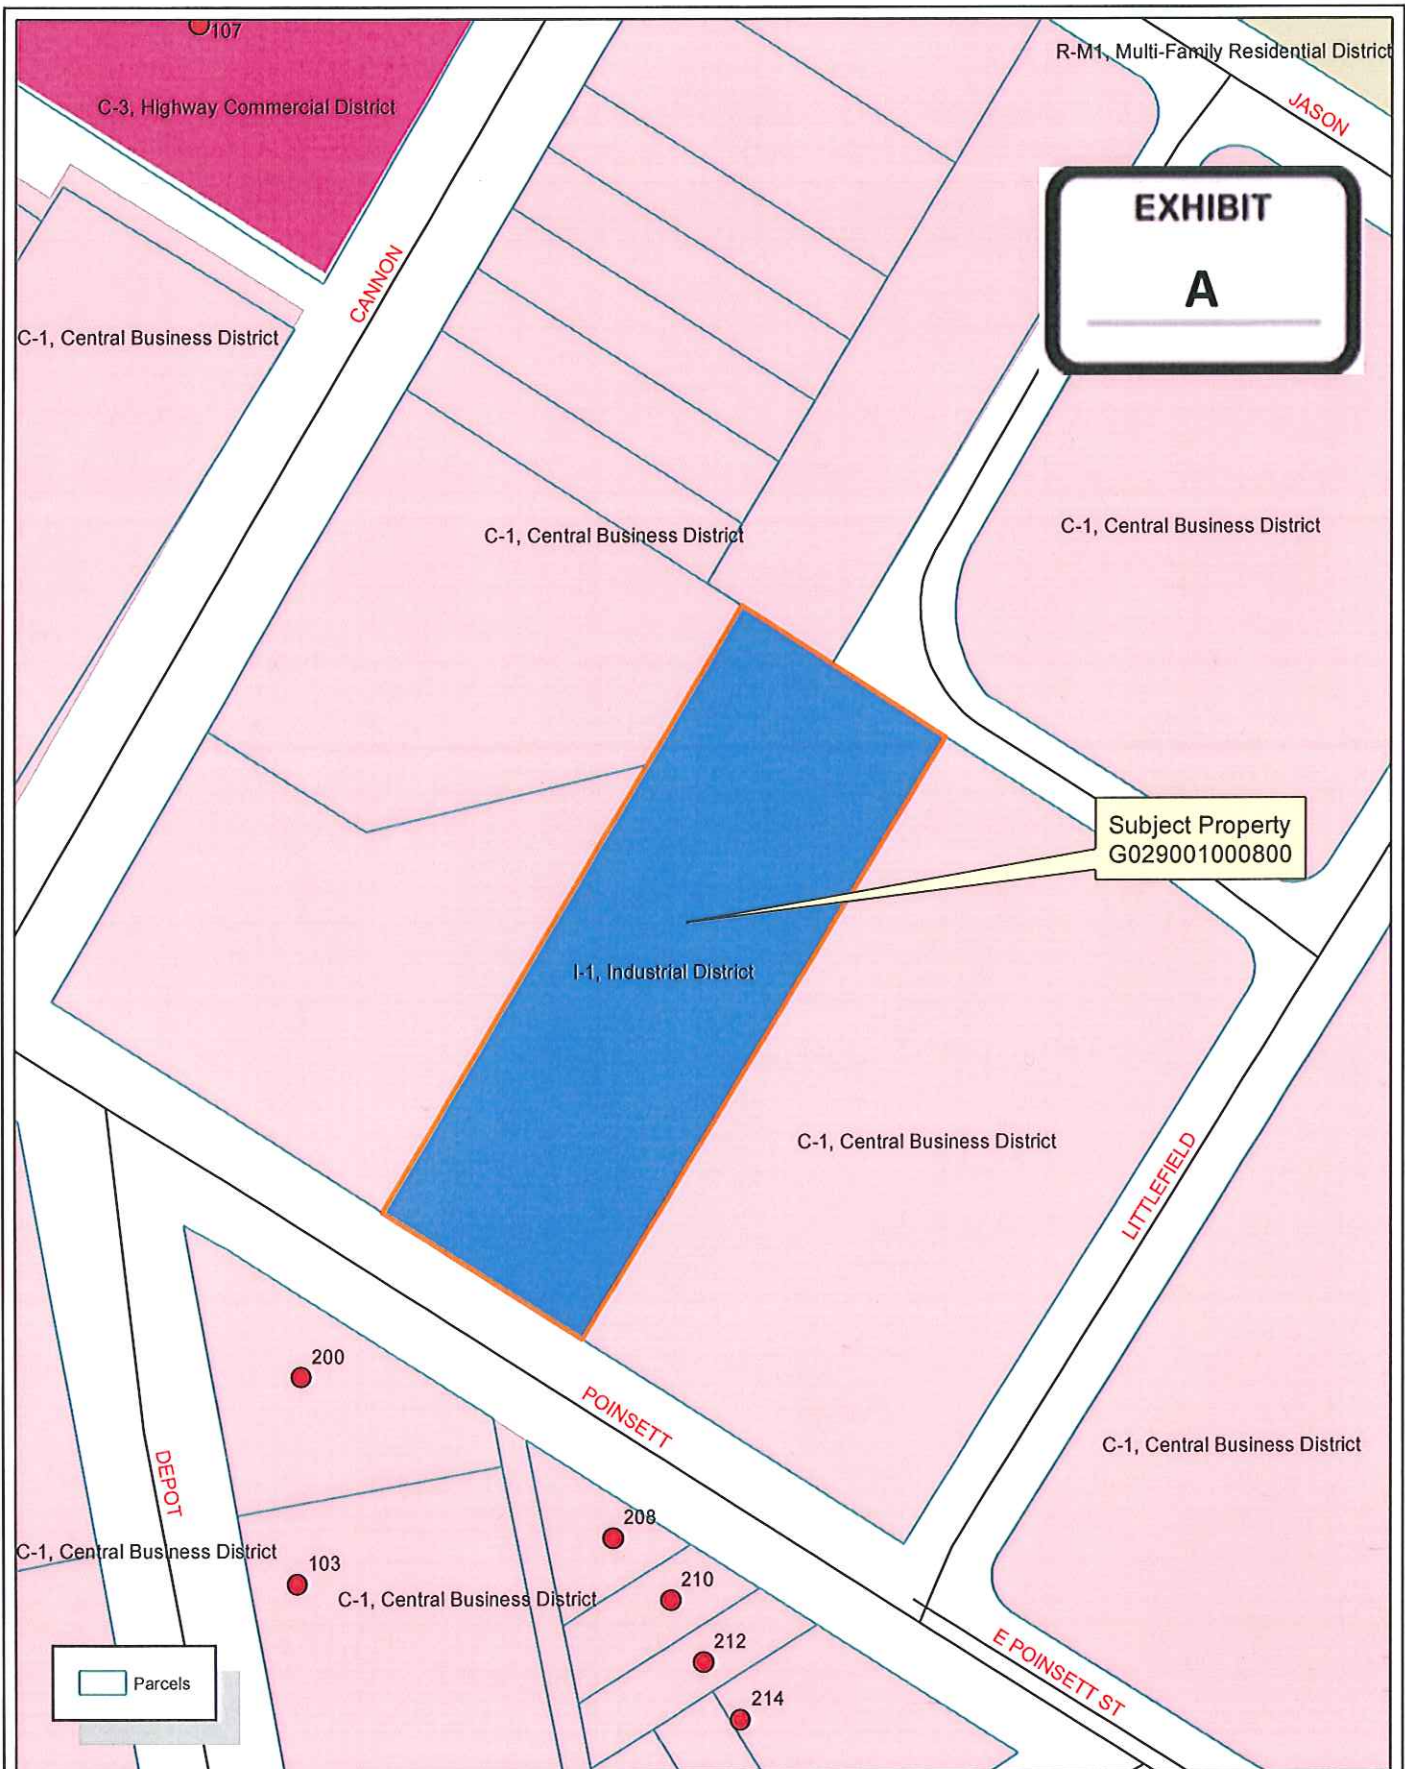 107
R-M1, Multi-Family Residential District
C-3, Highway Commercial District
JASON
EXHIBIT
A
CANNON
C-1, Central Business District
C-1, Central Business District
C-1, Central Business District
Subject Property
G029001000800
I-1, Industrial District
C-1, Central Business District
LITTLEFIELD
200
POINSETT
C-1, Central Business District
DEPOT
208
C-1, Central Business District
103
210
C-1, Central Business District
212
E POINSETT ST
Parcels
214